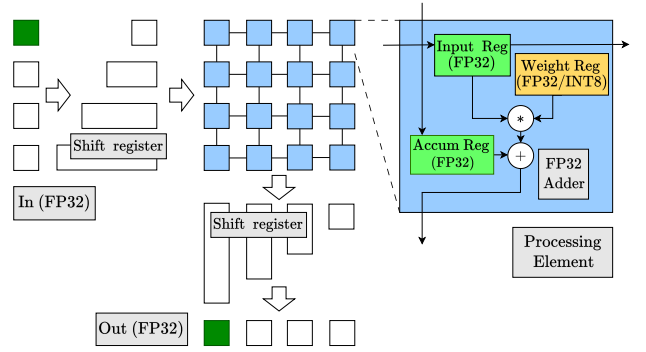 Input Reg
(FP32)
Weight Reg
(FP32/INT8)
*
Accum Reg
(FP32)
+
FP32
Adder
Shift register
In (FP32)
Shift register
Processing
Element
Out (FP32)